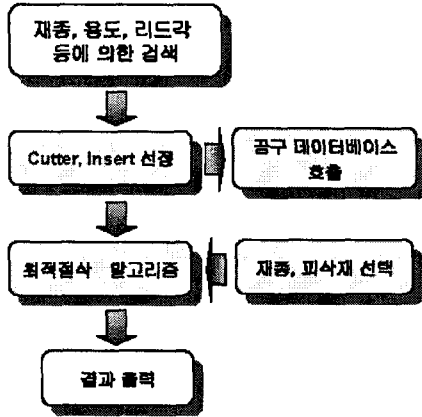 재종, 용도, 리드각
등에 의한 검색
Cutter, Insert 선정
공구 데이터베이스
호출
최적절삭 알고리즘
재종, 피삭재 선택
결과 출력